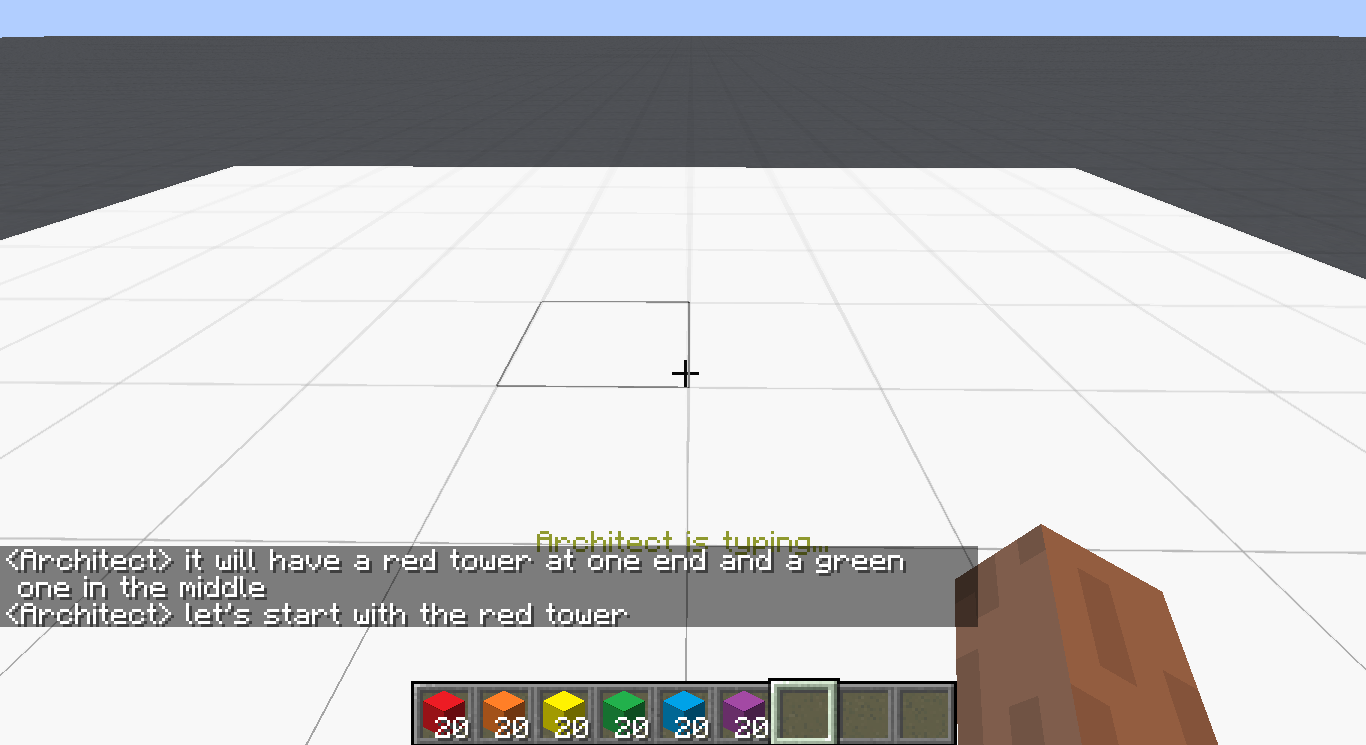 Architect is typing...
<Architect> it will have a red tower at one end and a green
one in the middle
<Architect> let's start with the red tower
20 20 20 20 20 20